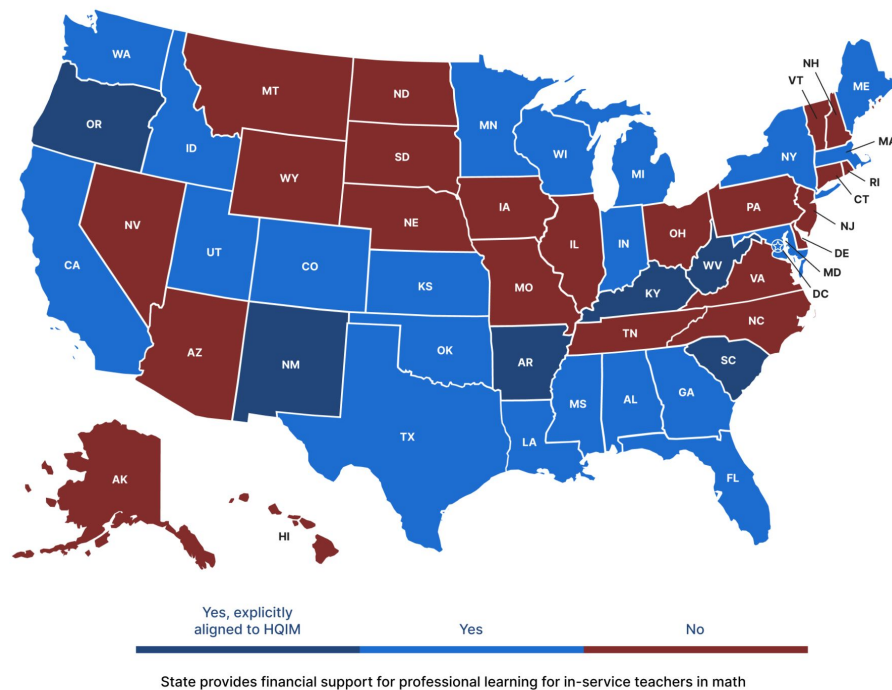 WA
MT
ND
OR
ID
MN
SD
WY
WI
MI
NY
VT
NH
ME
MA
RI
CT
NJ
DE
MD
DC
NV
CA
UT
CO
NE
IA
IL
IN
OH
PA
KS
MO
KY
WV
VA
AZ
NM
OK
AR
TN
NC
SC
TX
LA
MS
AL
GA
FL
AK
HI
Yes, explicitly
aligned to HQIM
Yes
No
State provides financial support for professional learning for in-service teachers in math